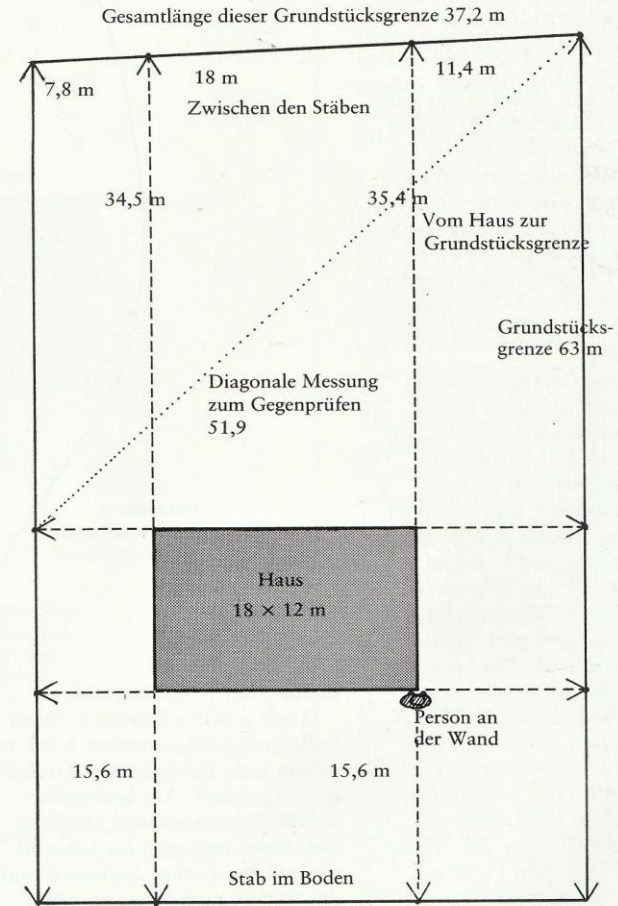 Gesamtlänge dieser Grundstücksgrenze 37,2 m
7,8 m
18 m
11,4 m
Zwischen den Stäben
34,5 m
35,4 m
Vom Haus zur
Grundstücksgrenze
Grundstücks-
grenze 63 m
Diagonale Messung
zum Gegenprüfen
51,9
Haus
18 × 12 m
Person an
der Wand
15,6 m
15,6 m
Stab im Boden